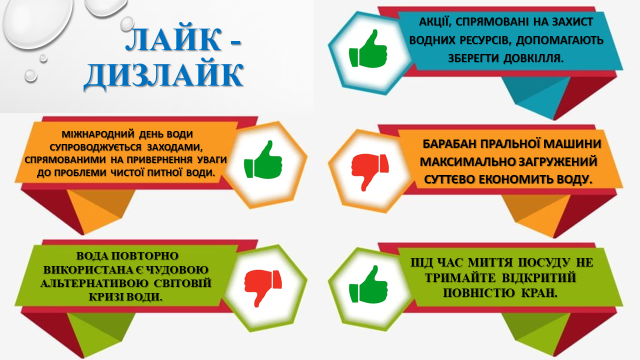 ЛАЙК -
ДИЗЛАЙК
АКЦІЇ, СПРЯМОВАНІ НА ЗАХИСТ
ВОДНИХ РЕСУРСІВ, ДОПОМАГАЮТЬ
ЗБЕРЕГТИ ДОВКІЛЛЯ.
МІЖНАРОДНИЙ ДЕНЬ ВОДИ
СУПРОВОДЖУЄТЬСЯ ЗАХОДАМИ,
СПРЯМОВАНИМИ НА ПРИВЕРНЕННЯ УВАГИ
ДО ПРОБЛЕМИ ЧИСТОЇ ПИТНОЇ ВОДИ.
БАРАБАН ПРАЛЬНОЇ МАШИНИ
МАКСИМАЛЬНО ЗАГРУЖЕНИЙ
СУТТЄВО ЕКОНОМИТЬ ВОДУ.
ВОДА ПОВТОРНО
ВИКОРИСТАНА Є ЧУДОВОЮ
АЛЬТЕРНАТИВОЮ СВІТОВІЙ
КРИЗІ ВОДИ.
ПІД ЧАС МИТТЯ ПОСУДУ НЕ
ТРИМАЙТЕ ВІДКРИТИЙ
ПОВНІСТЮ КРАН.